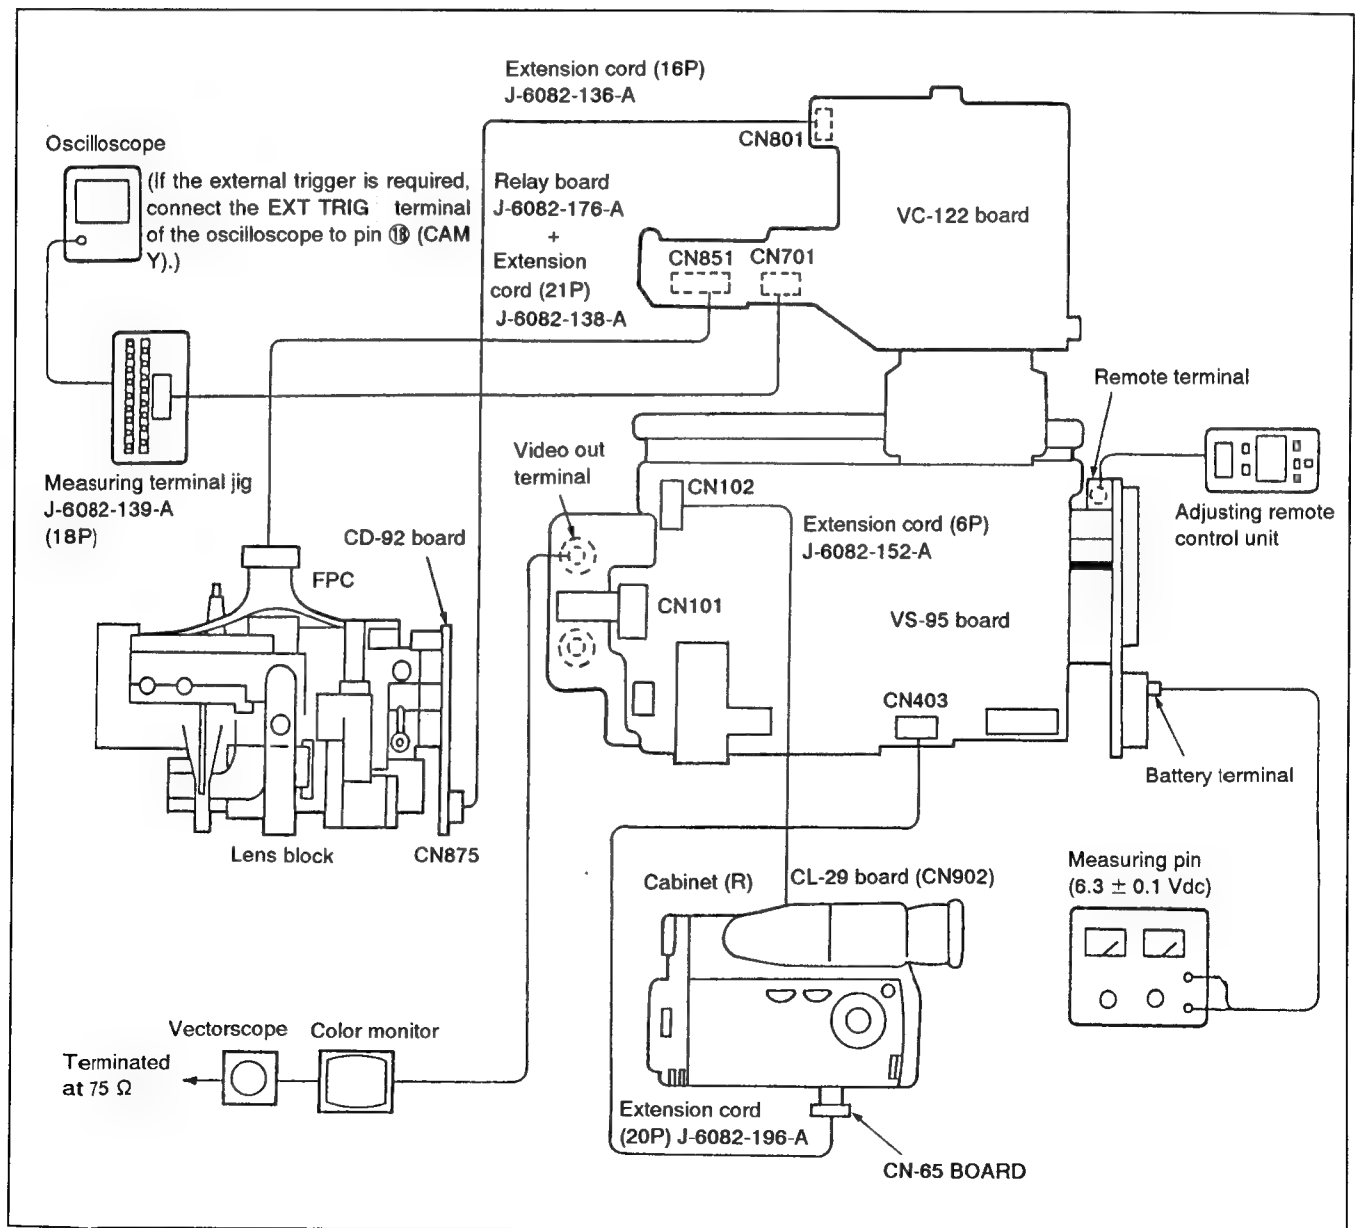 Extension cord (16P)
J-6082-136-A
CN801
Oscilloscope
(If the external trigger is required,
connect the EXT TRIG terminal
of the oscilloscope to pin ⑱ (CAM
Y).)
Relay board
J-6082-176-A
+
Extension
cord (21P)
J-6082-138-A
VC-122 board
CN851
CN701
Remote terminal
Measuring terminal jig
J-6082-139-A
(18P)
Video out
terminal
CN102
Extension cord (6P)
J-6082-152-A
Adjusting remote
control unit
CD-92 board
FPC
CN101
VS-95 board
CN403
Battery terminal
Lens block
CN875
Cabinet (R)
CL-29 board (CN902)
Measuring pin
(6.3 ± 0.1 Vdc)
Vectorscope
Color monitor
Terminated
at 75 Ω
Extension cord
(20P) J-6082-196-A
CN-65 BOARD